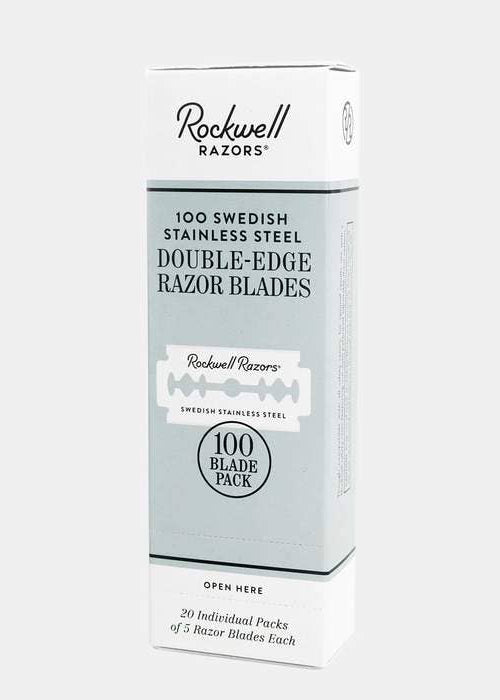 Rockwell
RAZORS®
100 SWEDISH
STAINLESS STEEL
DOUBLE-EDGE
RAZOR BLADES
Rockwell Razors®
SWEDISH STAINLESS STEEL
100
BLADE
PACK
OPEN HERE
20 Individual Packs
of 5 Razor Blades Each